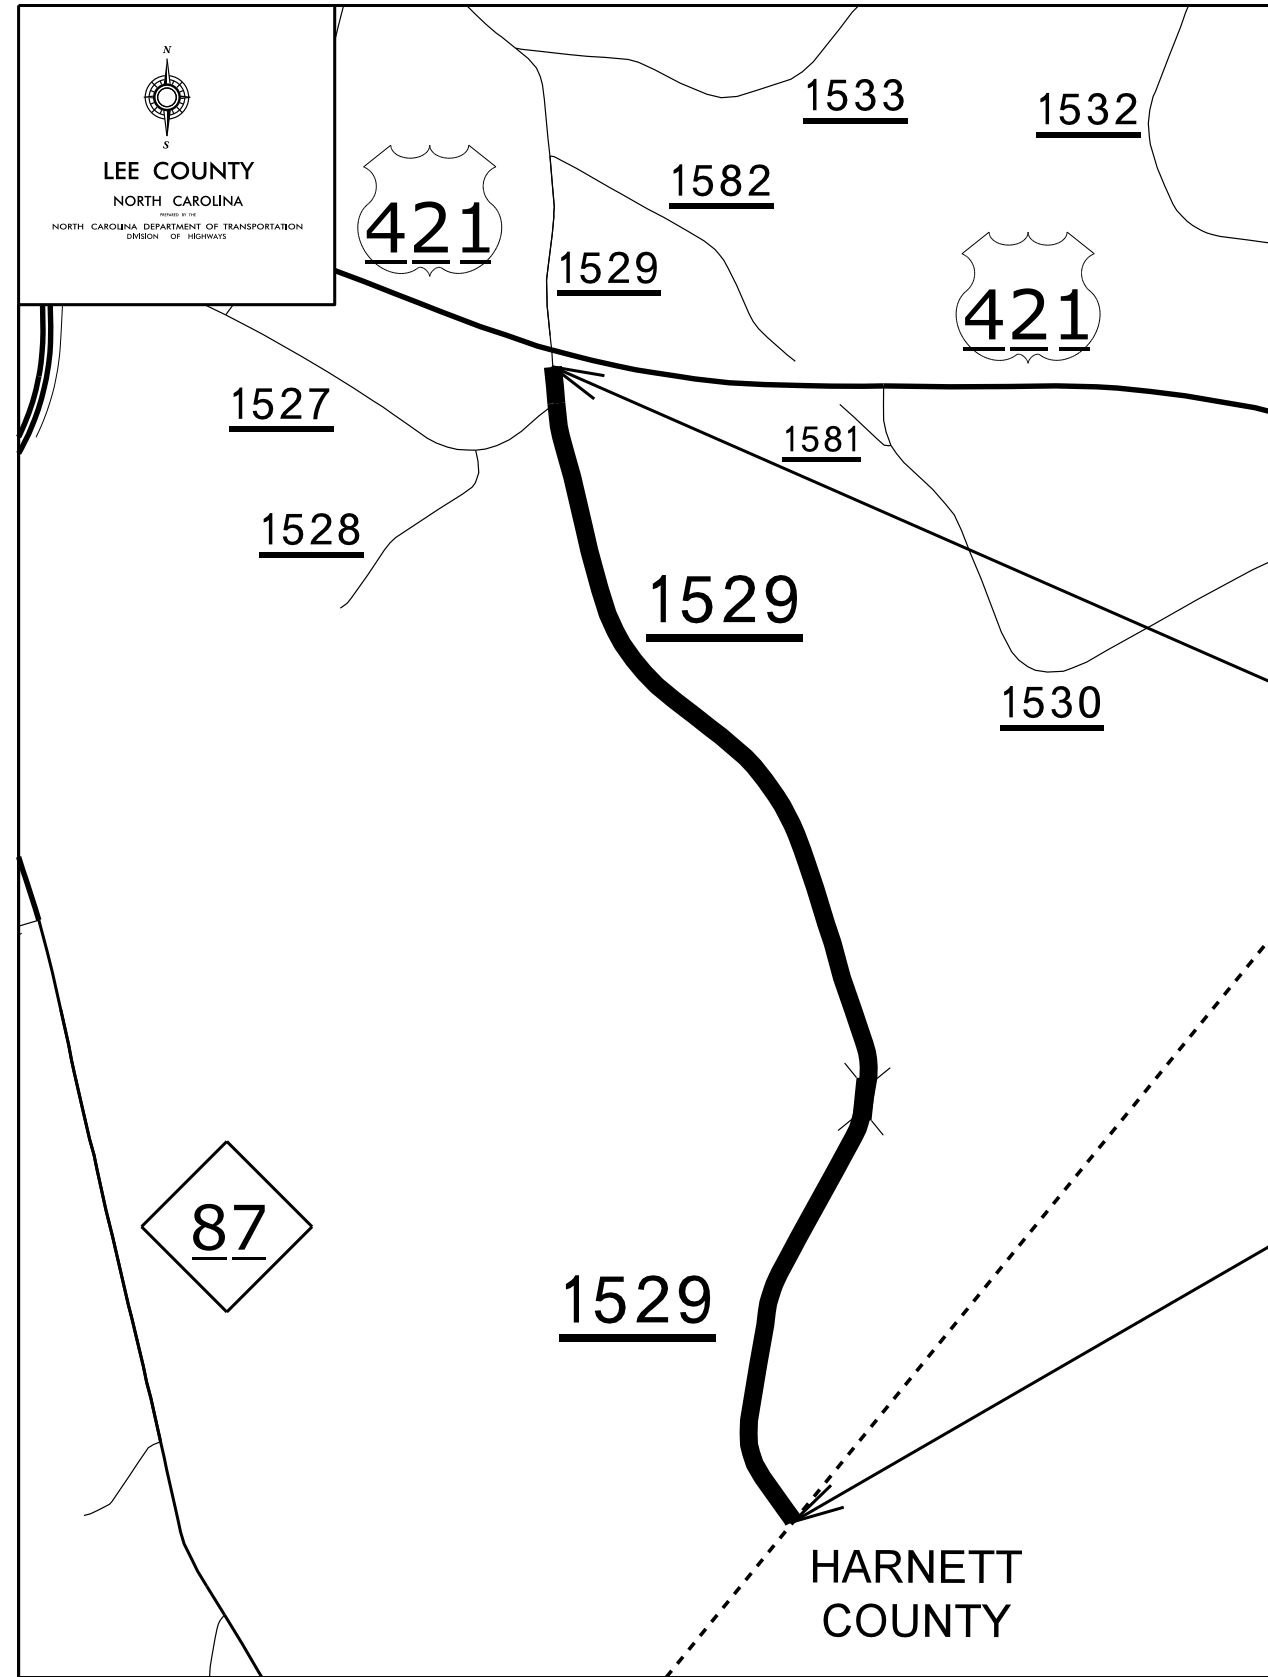 N
S
LEE COUNTY
NORTH CAROLINA
PREPARED BY THE
NORTH CAROLINA DEPARTMENT OF TRANSPORTATION
DIVISION OF HIGHWAYS
1533
1532
1582
421
1529
421
1527
1581
1528
1529
1530
87
1529
HARNETT
COUNTY